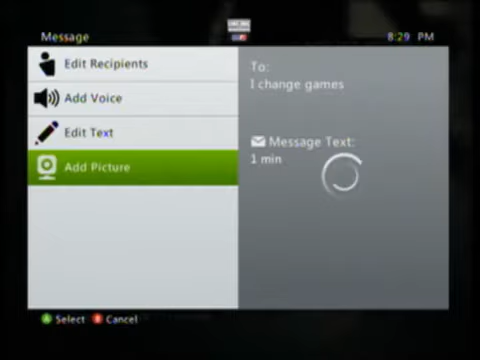 Message
8:29 PM
Edit Recipients
Add Voice
Edit Text
Add Picture
To:
I change games
Message Text:
1 min
A Select B Cancel